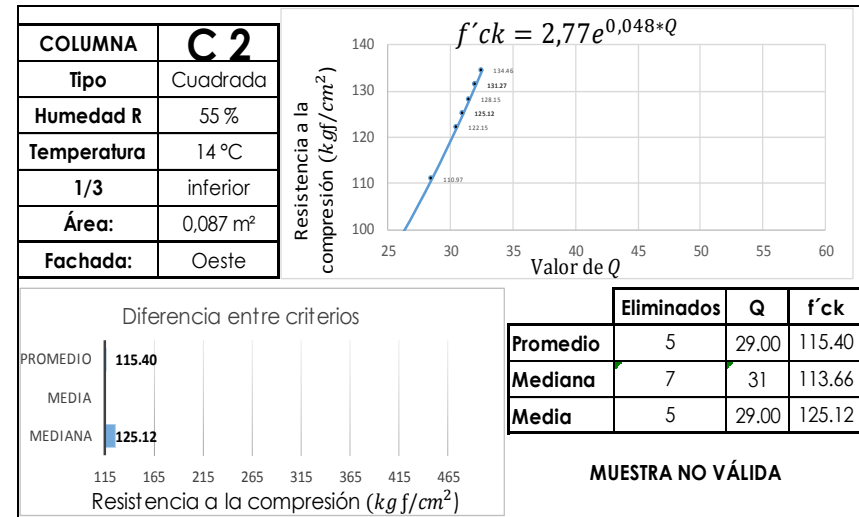 COLUMNA C 2
Tipo Cuadrada
Humedad R 55 %
Temperatura 14 °C
1/3 inferior
Área: 0,087 m²
Fachada: Oeste
f´ck = 2,77e^{0,048*Q}
Resistencia a la
compresión (kgf/cm²)
140
130
120
110
100
134.46
131.27
128.15
125.12
122.15
110.97
25 30 35 40 45 50 55 60
Valor de Q
Diferencia entre criterios
PROMEDIO 115.40
MEDIA
MEDIANA 125.12
115 165 215 265 315 365 415 465
Resistencia a la compresión (kgf/cm²)
Eliminados Q f´ck
Promedio 5 29.00 115.40
Mediana 7 31 113.66
Media 5 29.00 125.12
MUESTRA NO VÁLIDA